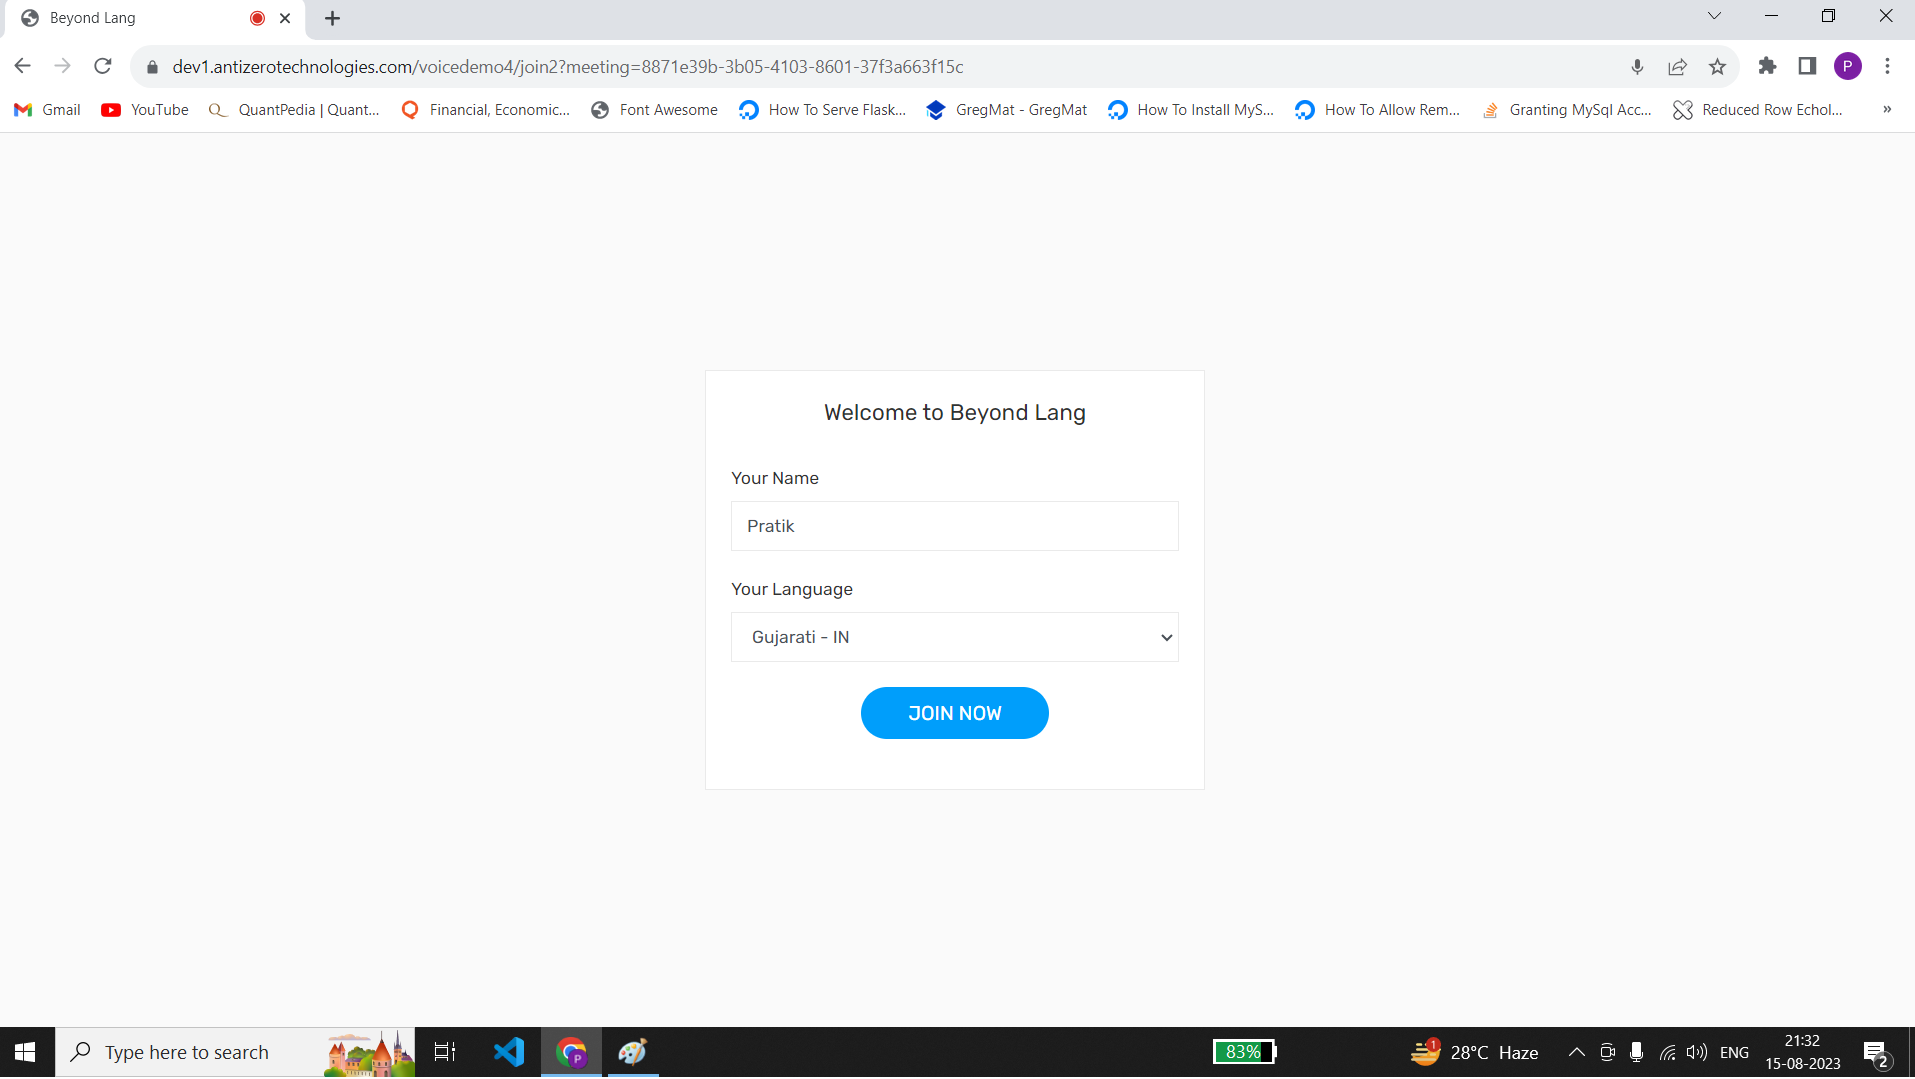 Beyond Lang
dev1.antizerotechnologies.com/voicedemo4/join2?meeting=8871e39b-3b05-4103-8601-37f3a663f15c
P
Gmail YouTube QuantPedia | Quant... Financial, Economic... Font Awesome How To Serve Flask... GregMat - GregMat How To Install MyS... How To Allow Rem... Granting MySql Acc... Reduced Row Echol... »
Welcome to Beyond Lang
Your Name
Pratik
Your Language
Gujarati - IN
JOIN NOW
Type here to search
P
83%
1
28°C Haze
ENG
21:32
15-08-2023
2